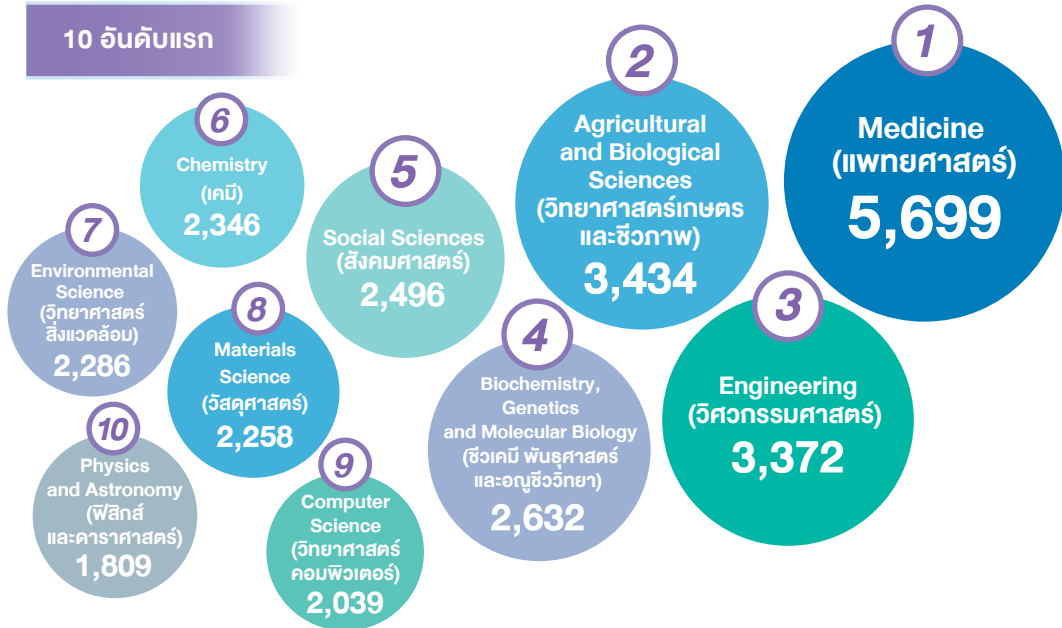 10 อันดับแรก
1
Medicine
(แพทยศาสตร์)
5,699
2
Agricultural
and Biological
Sciences
(วิทยาศาสตร์เกษตร
และชีวภาพ)
3,434
3
Engineering
(วิศวกรรมศาสตร์)
3,372
4
Biochemistry,
Genetics
and Molecular Biology
(ชีวเคมี พันธุศาสตร์
และอณูชีววิทยา)
2,632
5
Social Sciences
(สังคมศาสตร์)
2,496
6
Chemistry
(เคมี)
2,346
7
Environmental
Science
(วิทยาศาสตร์
สิ่งแวดล้อม)
2,286
8
Materials
Science
(วัสดุศาสตร์)
2,258
9
Computer
Science
(วิทยาศาสตร์
คอมพิวเตอร์)
2,039
10
Physics
and Astronomy
(ฟิสิกส์
และดาราศาสตร์)
1,809